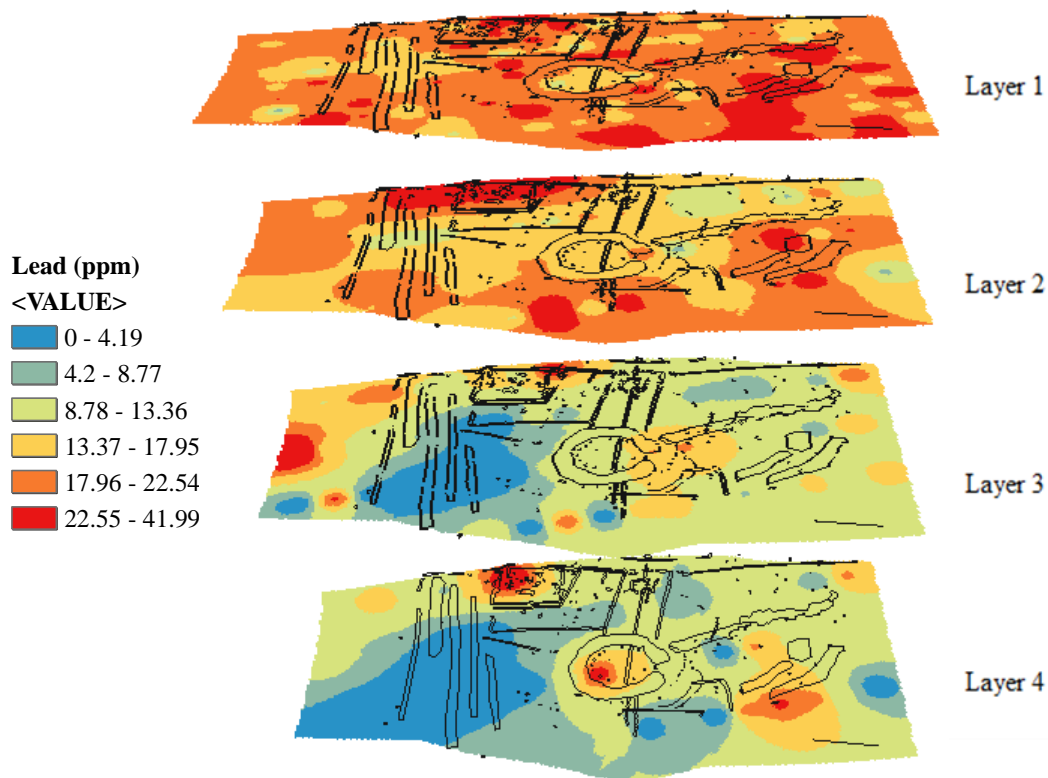 Layer 1
Layer 2
Lead (ppm)
<VALUE>
0 - 4.19
4.2 - 8.77
8.78 - 13.36
13.37 - 17.95
17.96 - 22.54
22.55 - 41.99
Layer 3
Layer 4